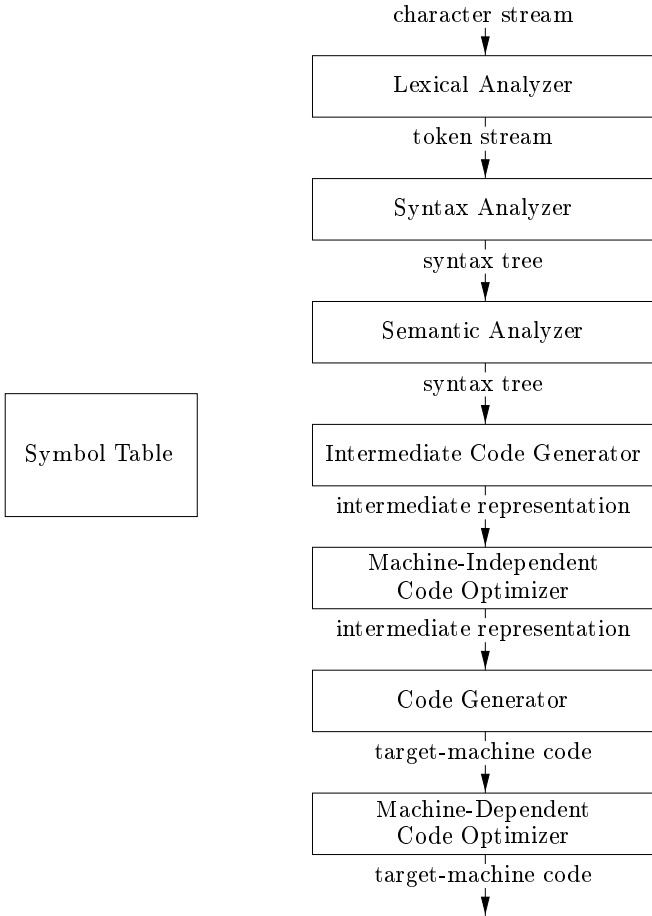 character stream
Lexical Analyzer
token stream
Syntax Analyzer
syntax tree
Semantic Analyzer
syntax tree
Symbol Table
Intermediate Code Generator
intermediate representation
Machine-Independent
Code Optimizer
intermediate representation
Code Generator
target-machine code
Machine-Dependent
Code Optimizer
target-machine code